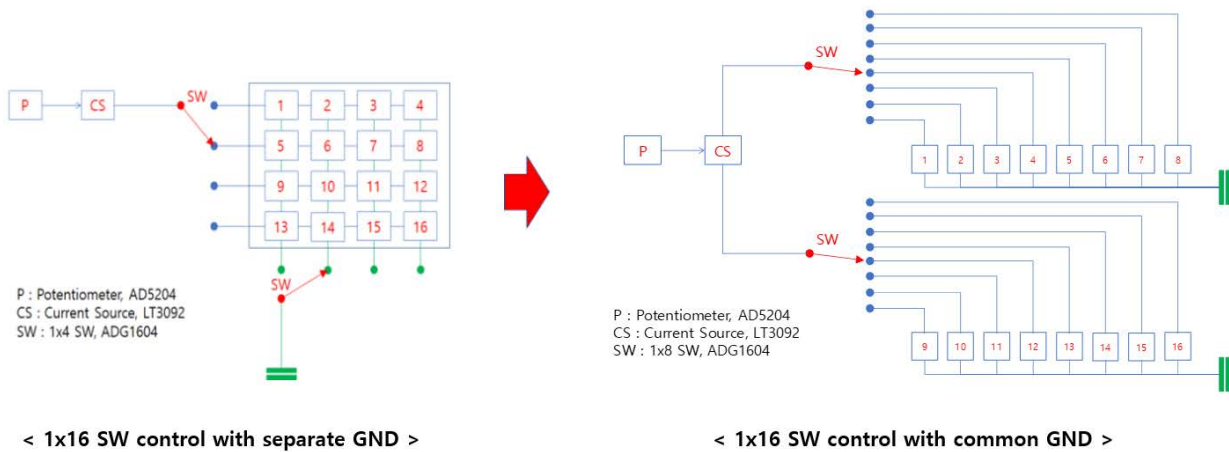 P
CS
SW
1
2
3
4
5
6
7
8
9
10
11
12
13
14
15
16
SW
P : Potentiometer, AD5204
CS : Current Source, LT3092
SW : 1x4 SW, ADG1604
< 1x16 SW control with separate GND >
SW
P
CS
1
2
3
4
5
6
7
8
SW
9
10
11
12
13
14
15
16
P : Potentiometer, AD5204
CS : Current Source, LT3092
SW : 1x8 SW, ADG1604
< 1x16 SW control with common GND >